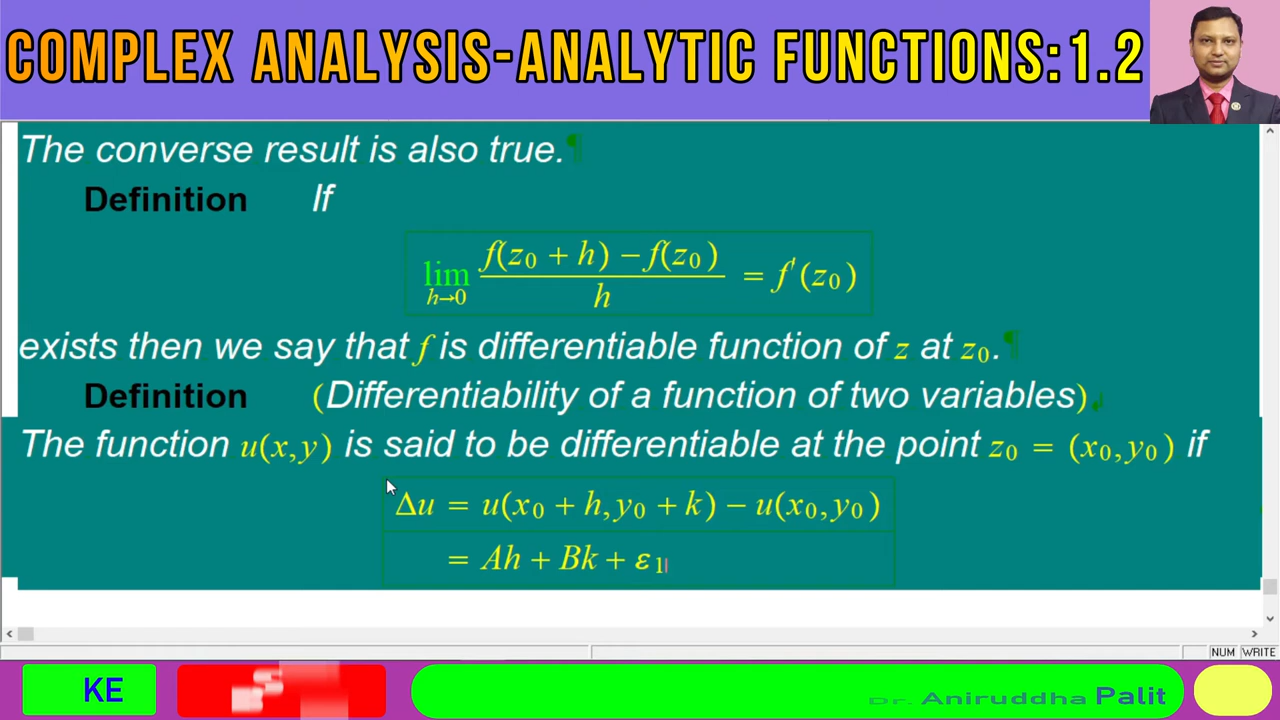 COMPLEX ANALYSIS-ANALYTIC FUNCTIONS:1.2
The converse result is also true.¶
Definition If
lim h→0 f(z₀ + h) − f(z₀) / h = f′(z₀)
exists then we say that f is differentiable function of z at z₀.¶
Definition (Differentiability of a function of two variables)↲
The function u(x,y) is said to be differentiable at the point z₀ = (x₀,y₀) if
Δu = u(x₀ + h,y₀ + k) − u(x₀,y₀)
= Ah + Bk + ε₁
NUM WRITE
KE
Dr. Aniruddha Palit